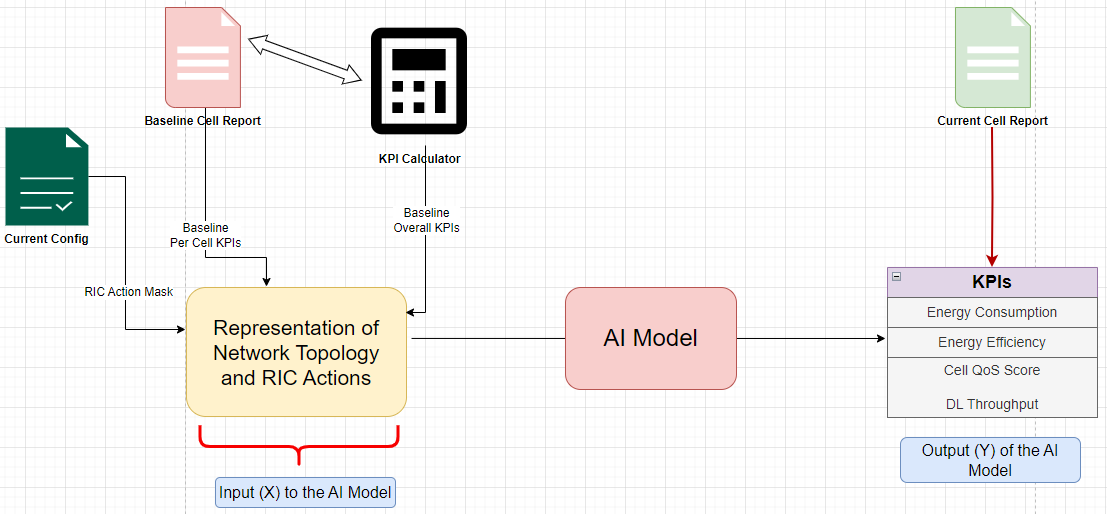 Baseline Cell Report
KPI Calculator
Current Cell Report
Current Config
Baseline
Per Cell KPIs
Baseline
Overall KPIs
RIC Action Mask
Representation of
Network Topology
and RIC Actions
AI Model
KPIs
Energy Consumption
Energy Efficiency
Cell QoS Score
DL Throughput
Input (X) to the AI Model
Output (Y) of the AI
Model